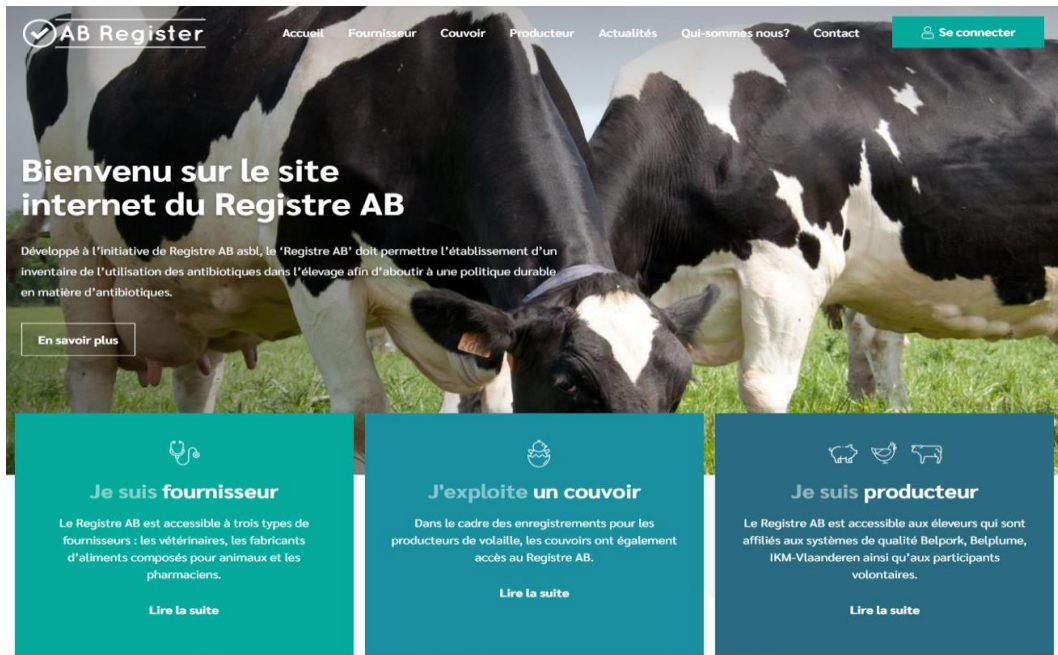 AB Register
Accueil Fournisseur Couvoir Producteur Actualités Qui-sommes nous? Contact Se connecter
Bienvenu sur le site
internet du Registre AB
Développé à l'initiative de Registre AB asbl, le 'Registre AB' doit permettre l'établissement d'un
inventaire de l'utilisation des antibiotiques dans l'élevage afin d'aboutir à une politique durable
en matière d'antibiotiques.
En savoir plus
Je suis fournisseur
Le Registre AB est accessible à trois types de
fournisseurs : les vétérinaires, les fabricants
d'aliments composés pour animaux et les
pharmaciens.
Lire la suite
J'exploite un couvoir
Dans le cadre des enregistrements pour les
producteurs de volaille, les couvoirs ont également
accès au Registre AB.
Lire la suite
Je suis producteur
Le Registre AB est accessible aux éleveurs qui sont
affiliés aux systèmes de qualité Belpork, Belplume,
IKM-Vlaanderen ainsi qu'aux participants
volontaires.
Lire la suite